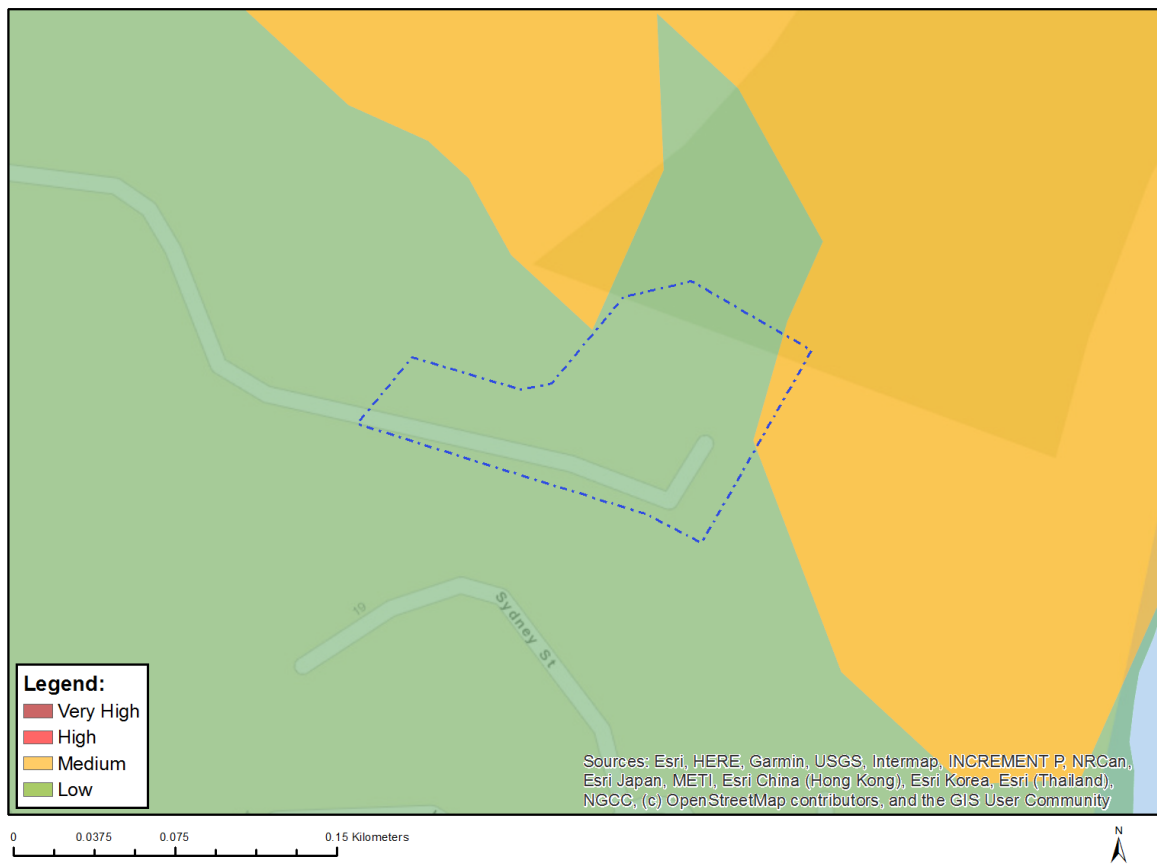 19
Sydney St
Legend:
Very High
High
Medium
Low
Sources: Esri, HERE, Garmin, USGS, Intermap, INCREMENT P, NRCan,
Esri Japan, METI, Esri China (Hong Kong), Esri Korea, Esri (Thailand),
NGCC, (c) OpenStreetMap contributors, and the GIS User Community
0 0.0375 0.075 0.15 Kilometers
N